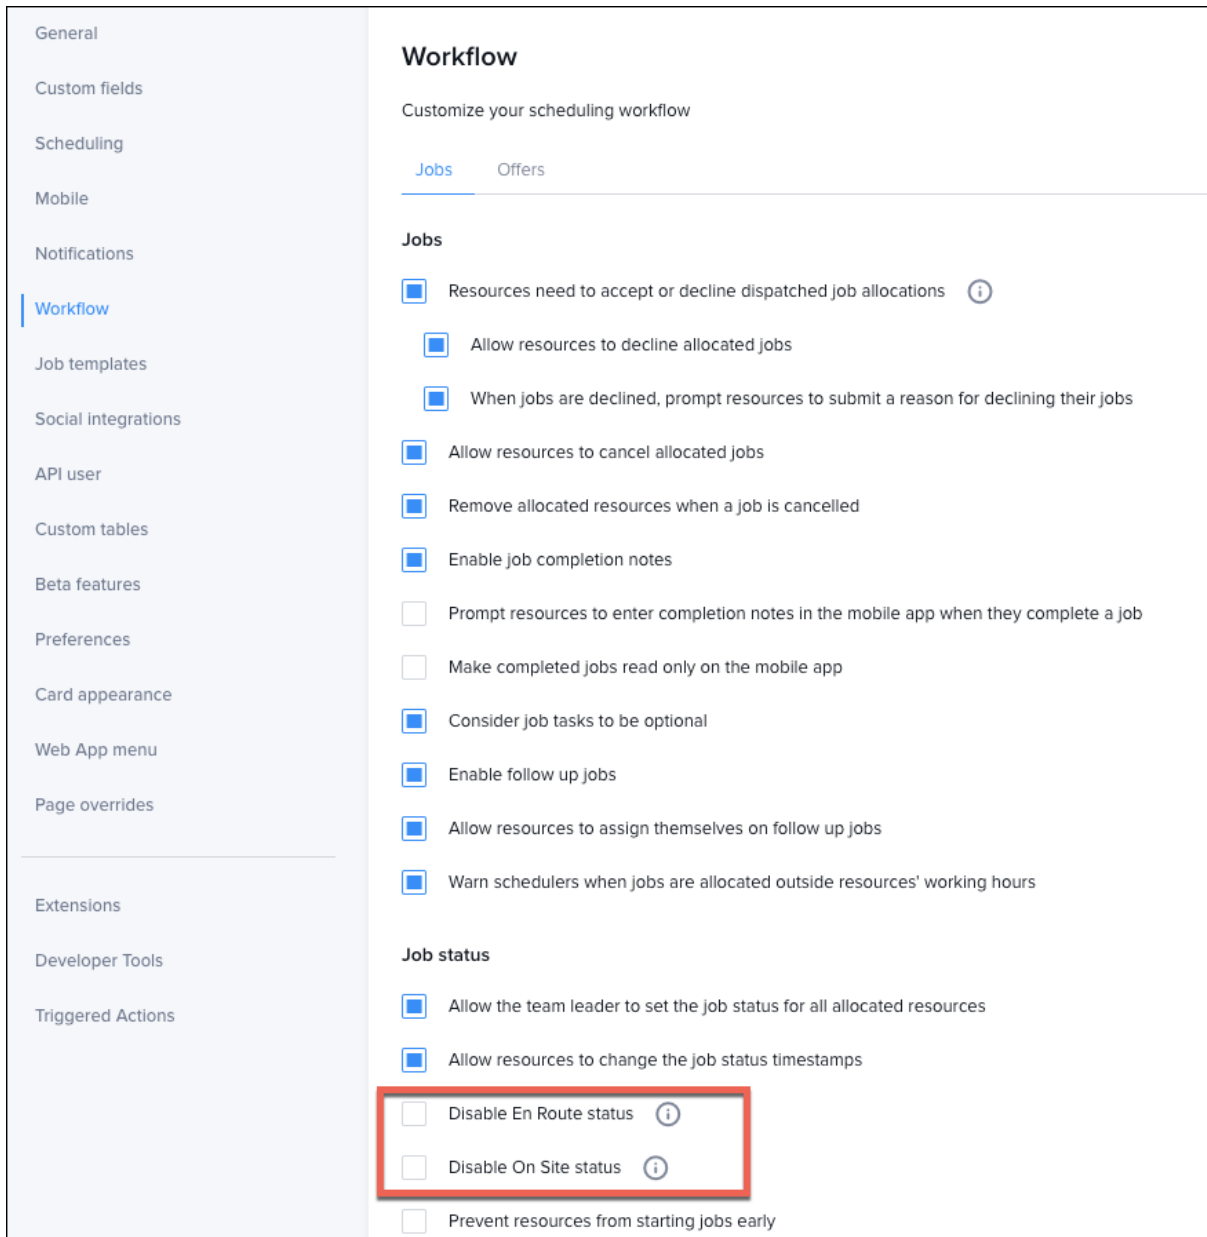 General
Custom fields
Scheduling
Mobile
Notifications
Workflow
Job templates
Social integrations
API user
Custom tables
Beta features
Preferences
Card appearance
Web App menu
Page overrides
Extensions
Developer Tools
Triggered Actions
Workflow
Customize your scheduling workflow
Jobs Offers
Jobs
Resources need to accept or decline dispatched job allocations
Allow resources to decline allocated jobs
When jobs are declined, prompt resources to submit a reason for declining their jobs
Allow resources to cancel allocated jobs
Remove allocated resources when a job is cancelled
Enable job completion notes
Prompt resources to enter completion notes in the mobile app when they complete a job
Make completed jobs read only on the mobile app
Consider job tasks to be optional
Enable follow up jobs
Allow resources to assign themselves on follow up jobs
Warn schedulers when jobs are allocated outside resources' working hours
Job status
Allow the team leader to set the job status for all allocated resources
Allow resources to change the job status timestamps
Disable En Route status
Disable On Site status
Prevent resources from starting jobs early